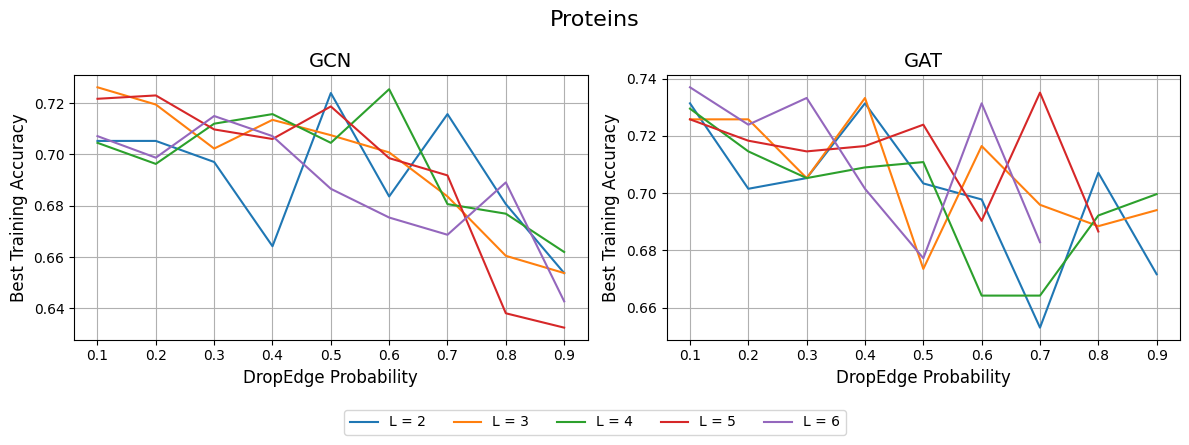 Proteins
GCN
0.72
0.70
0.68
0.66
0.64
Best Training Accuracy
0.1 0.2 0.3 0.4 0.5 0.6 0.7 0.8 0.9
DropEdge Probability
GAT
0.74
0.72
0.70
0.68
0.66
Best Training Accuracy
0.1 0.2 0.3 0.4 0.5 0.6 0.7 0.8 0.9
DropEdge Probability
L = 2 L = 3 L = 4 L = 5 L = 6